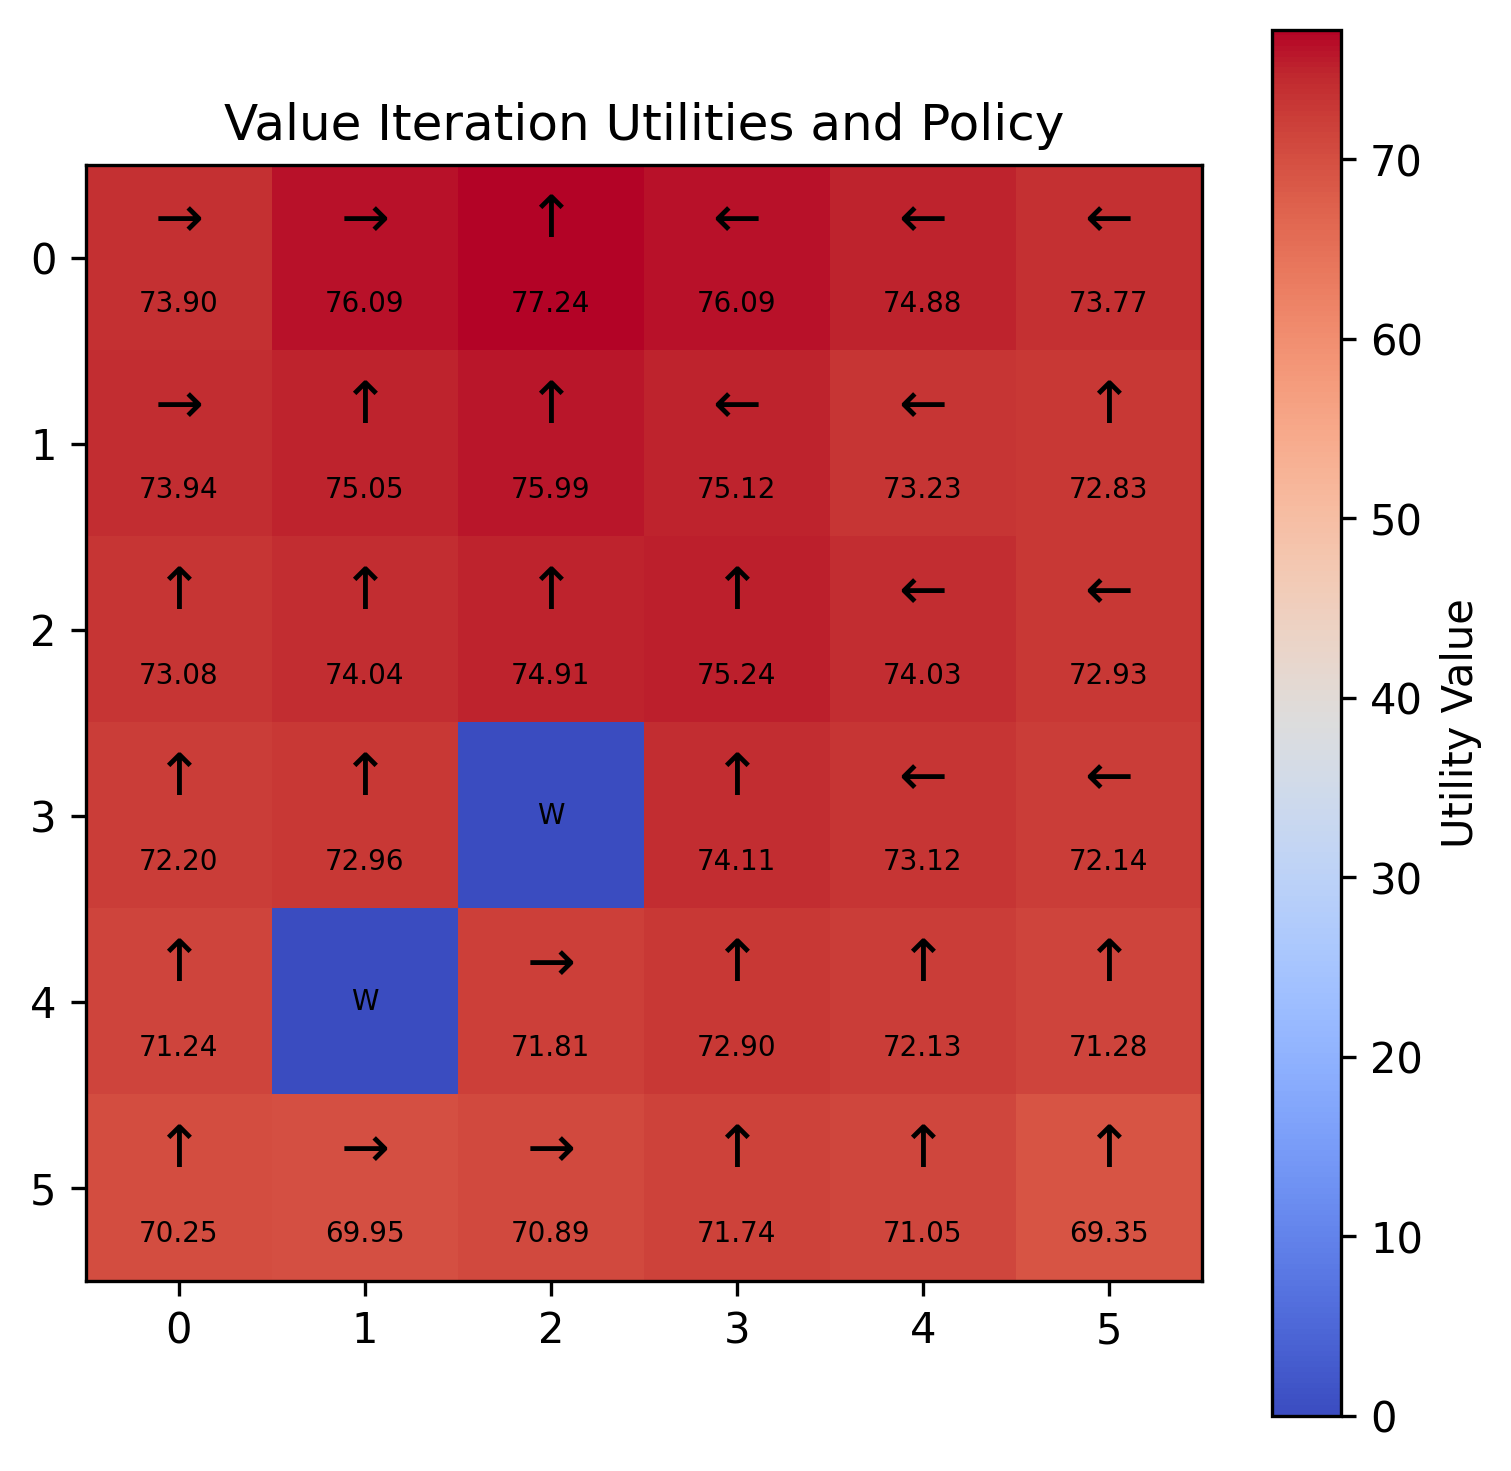 Value Iteration Utilities and Policy
→ → ↑ ← ← ←
0
73.90 76.09 77.24 76.09 74.88 73.77
→ ↑ ↑ ← ← ↑
1
73.94 75.05 75.99 75.12 73.23 72.83
↑ ↑ ↑ ↑ ← ←
2
73.08 74.04 74.91 75.24 74.03 72.93
↑ ↑ ↑ ← ←
3 W
72.20 72.96 74.11 73.12 72.14
↑ → ↑ ↑ ↑
4 W
71.24 71.81 72.90 72.13 71.28
↑ → → ↑ ↑ ↑
5
70.25 69.95 70.89 71.74 71.05 69.35
0 1 2 3 4 5
70
60
50
40
30
20
10
0
Utility Value